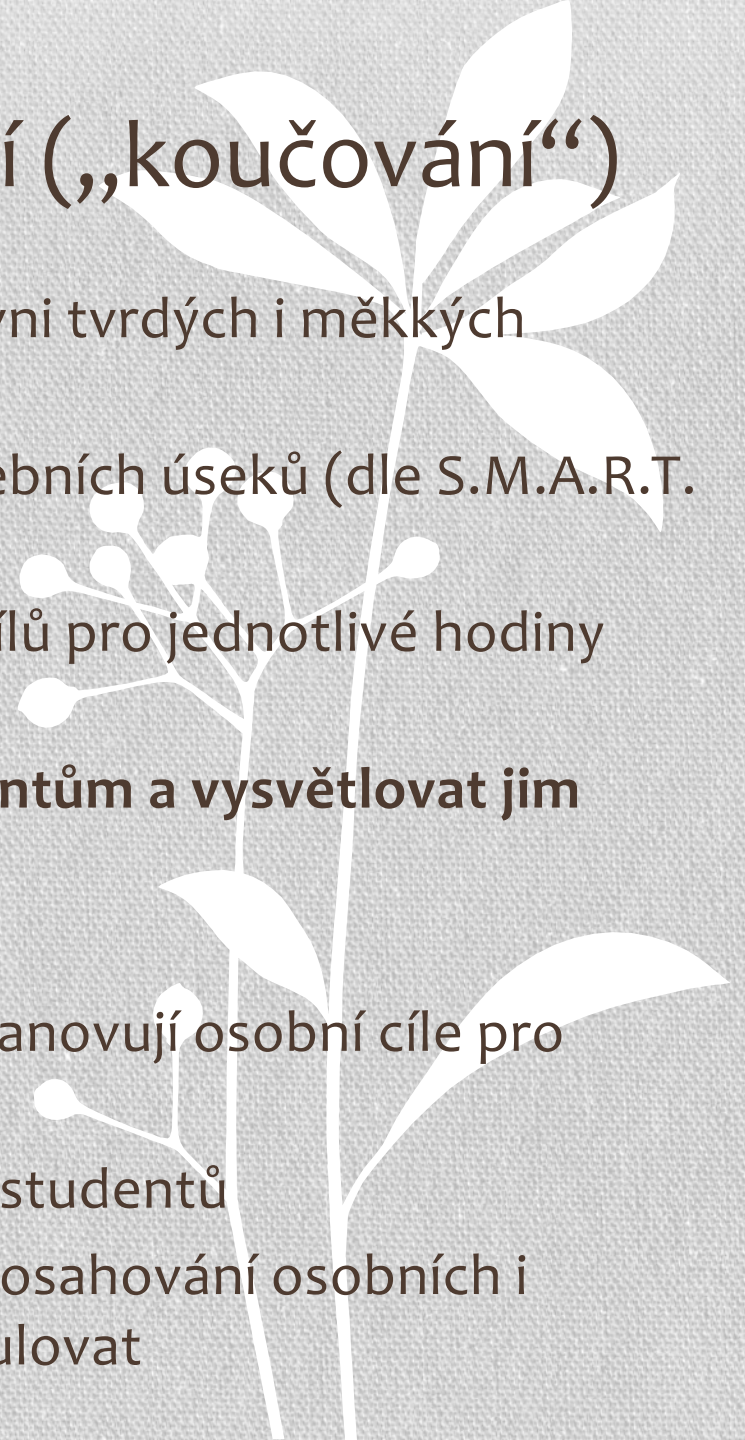 í („koučování“)
vni tvrdých i měkkých
ebních úseků (dle S.M.A.R.T.
ílů pro jednotlivé hodiny
ntům a vysvětlovat jim
anovují osobní cíle pro
studentů
osahování osobních i
ulovat